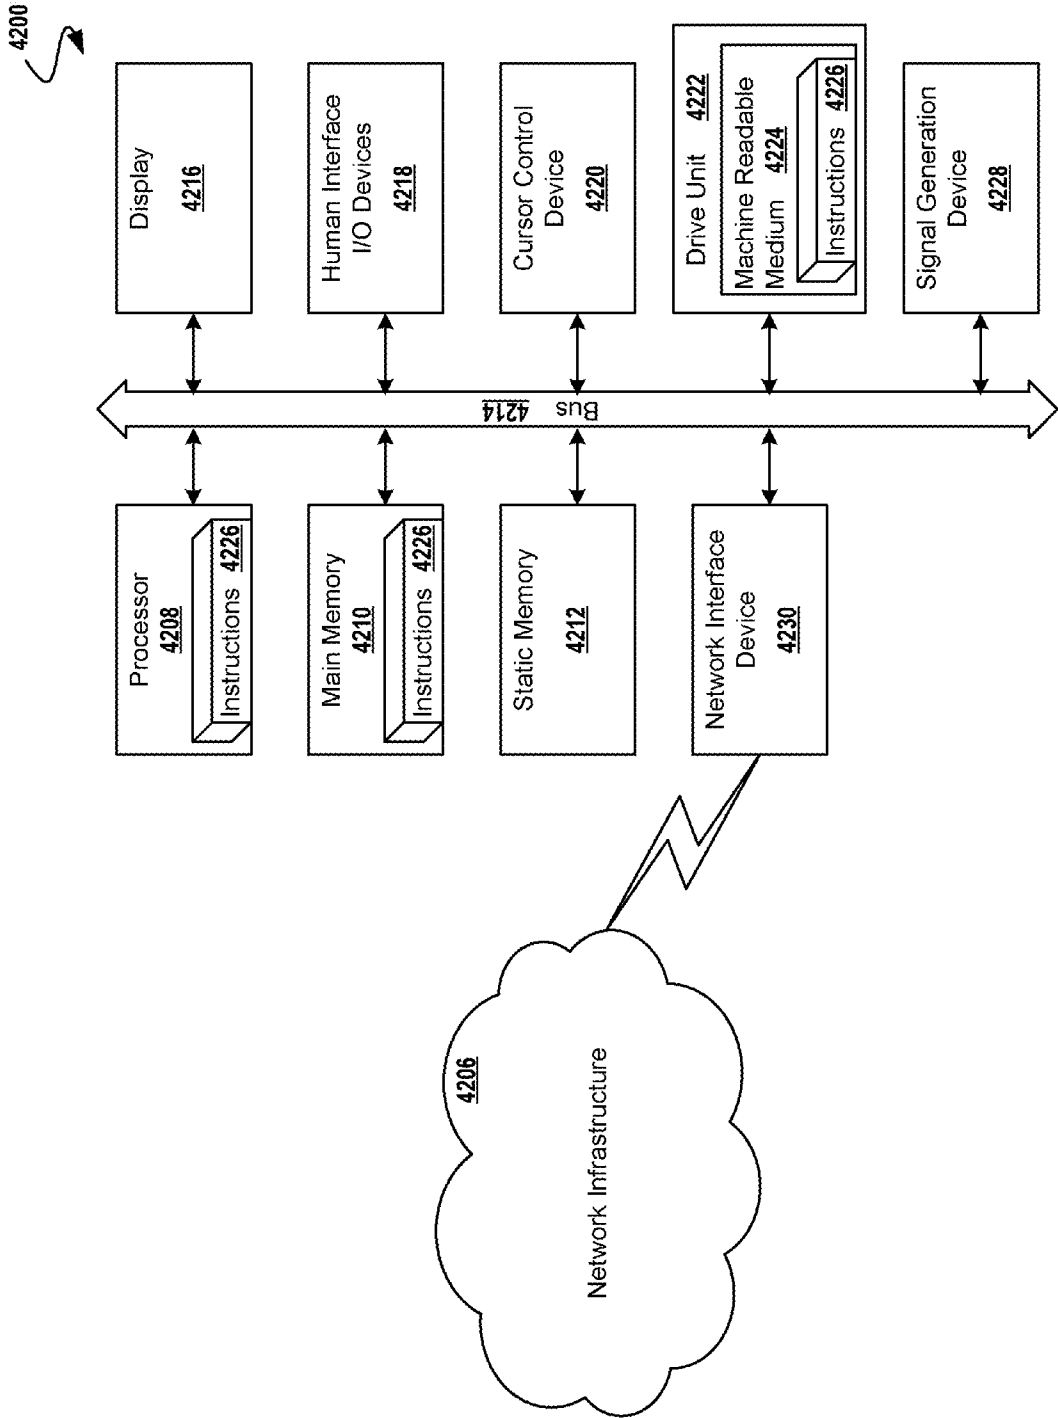 4200
Processor
4208
Instructions 4226
Main Memory
4210
Instructions 4226
Static Memory
4212
Network Interface
Device
4230
Bus 4214
Display
4216
Human Interface
I/O Devices
4218
Cursor Control
Device
4220
Drive Unit 4222
Machine Readable
Medium 4224
Instructions 4226
Signal Generation
Device
4228
4206
Network Infrastructure